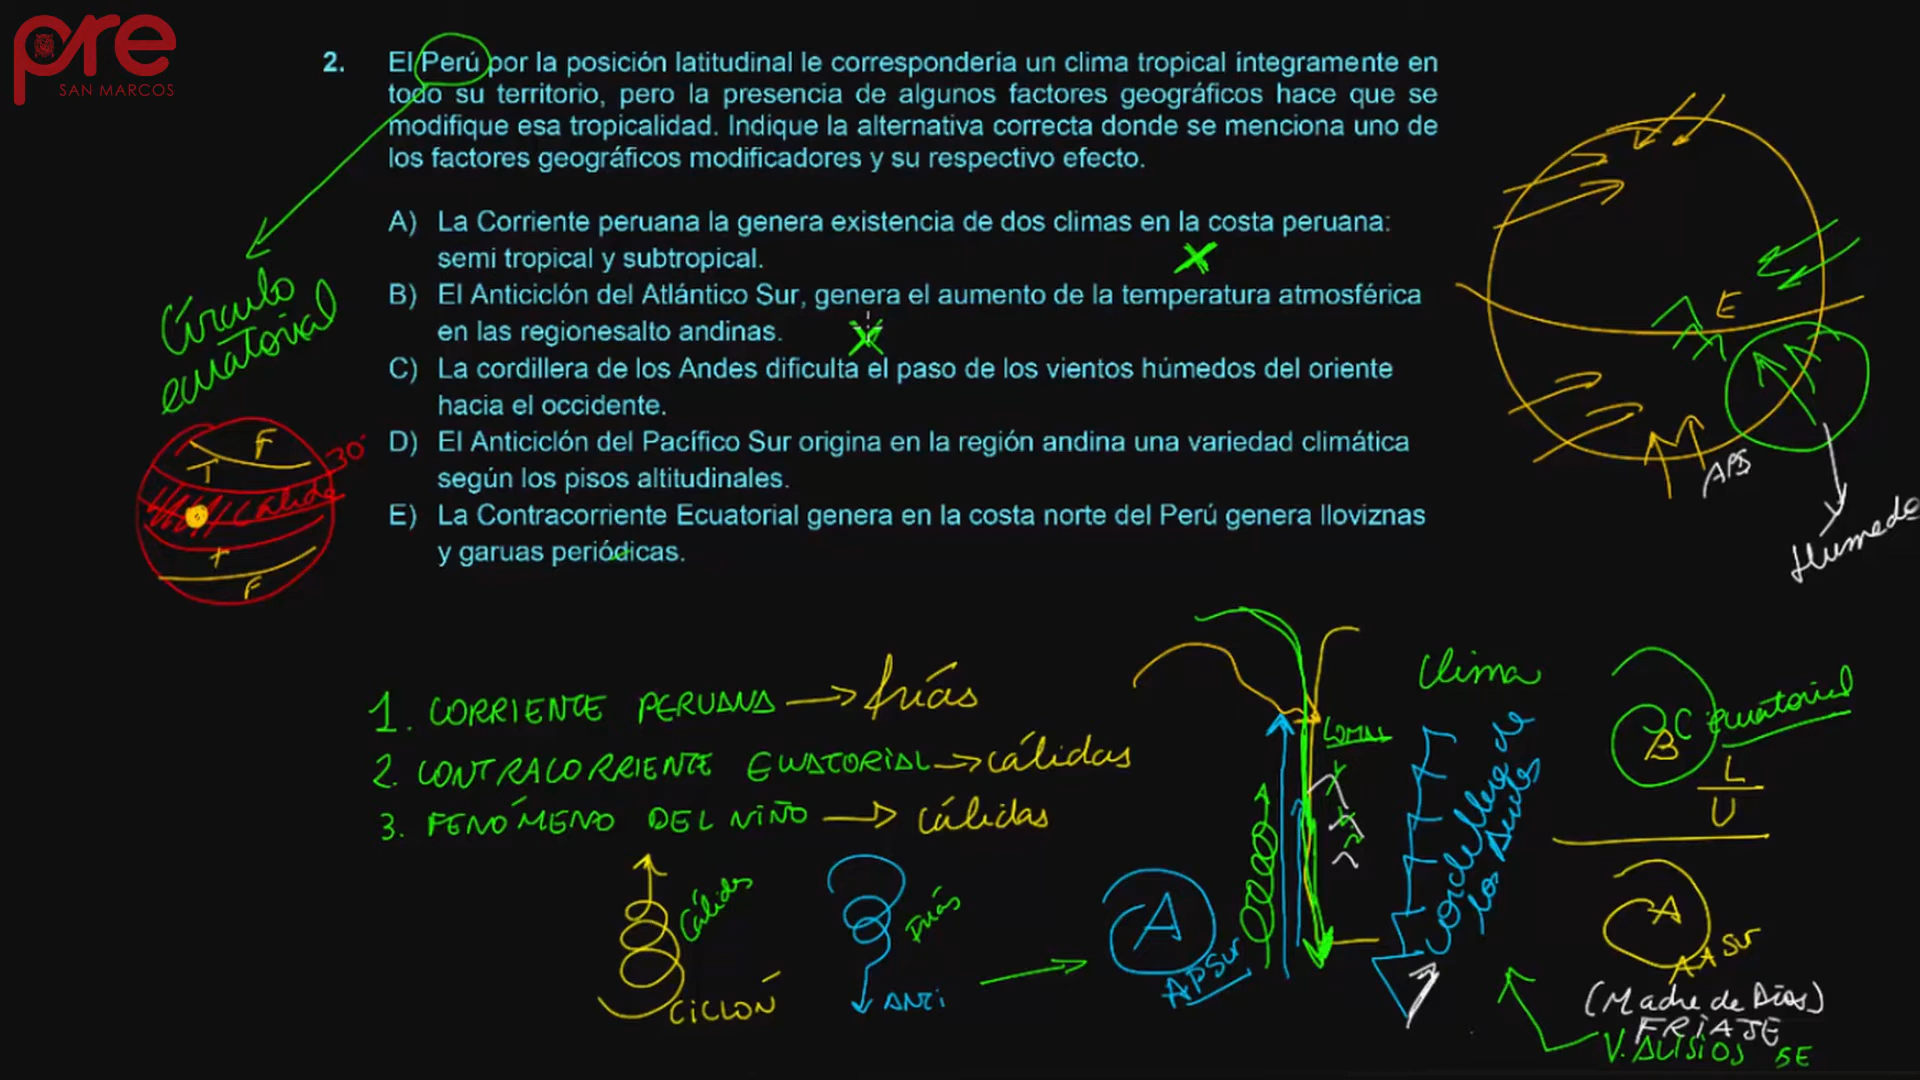 pre
SAN MARCOS
2. El Perú por la posición latitudinal le correspondería un clima tropical íntegramente en
todo su territorio, pero la presencia de algunos factores geográficos hace que se
modifique esa tropicalidad. Indique la alternativa correcta donde se menciona uno de
los factores geográficos modificadores y su respectivo efecto.
A) La Corriente peruana la genera existencia de dos climas en la costa peruana:
semi tropical y subtropical.
B) El Anticiclón del Atlántico Sur, genera el aumento de la temperatura atmosférica
en las regionesalto andinas.
C) La cordillera de los Andes dificulta el paso de los vientos húmedos del oriente
hacia el occidente.
D) El Anticiclón del Pacífico Sur origina en la región andina una variedad climática
según los pisos altitudinales.
E) La Contracorriente Ecuatorial genera en la costa norte del Perú genera lloviznas
y garuas periódicas.
Círculo
ecuatorial
F
T
30°
Cálida
T
F
E
APS
Humedo
1. CORRIENTE PERUANA → frías
2. CONTRACORRIENTE ECUATORIAL → cálidas
3. FENÓMENO DEL NIÑO → cálidas
Cálidos
CICLÓN
Fríos
ANTi
A
APSur
LOMAS
Clima
Cordillera de
los Andes
B
C ecuatorial
L
U
A
AA Sur
(Madre de Dios)
FRIAJE
V. ALISIOS SE